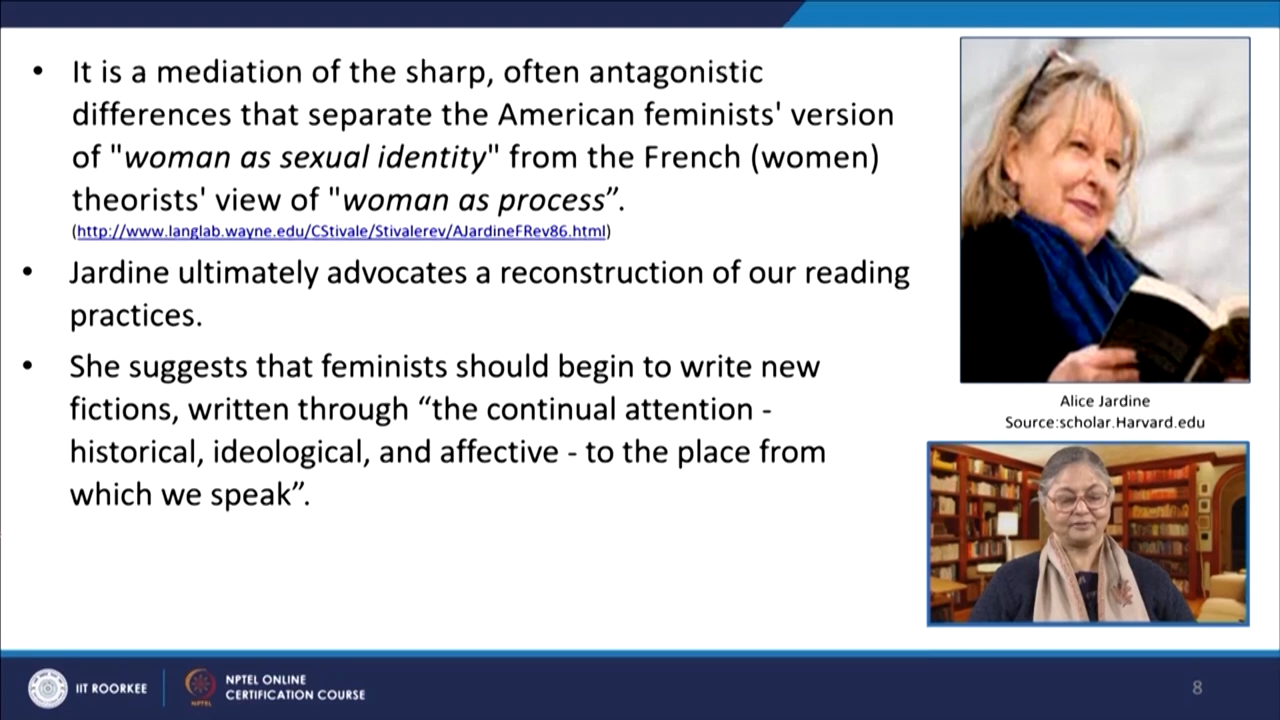 • It is a mediation of the sharp, often antagonistic
differences that separate the American feminists' version
of "woman as sexual identity" from the French (women)
theorists' view of "woman as process”.
(http://www.langlab.wayne.edu/CStivale/Stivalerev/AJardineFRev86.html)
• Jardine ultimately advocates a reconstruction of our reading
practices.
• She suggests that feminists should begin to write new
fictions, written through “the continual attention -
historical, ideological, and affective - to the place from
which we speak”.
Alice Jardine
Source:scholar.Harvard.edu
IIT ROORKEE
NPTEL
NPTEL ONLINE
CERTIFICATION COURSE
8